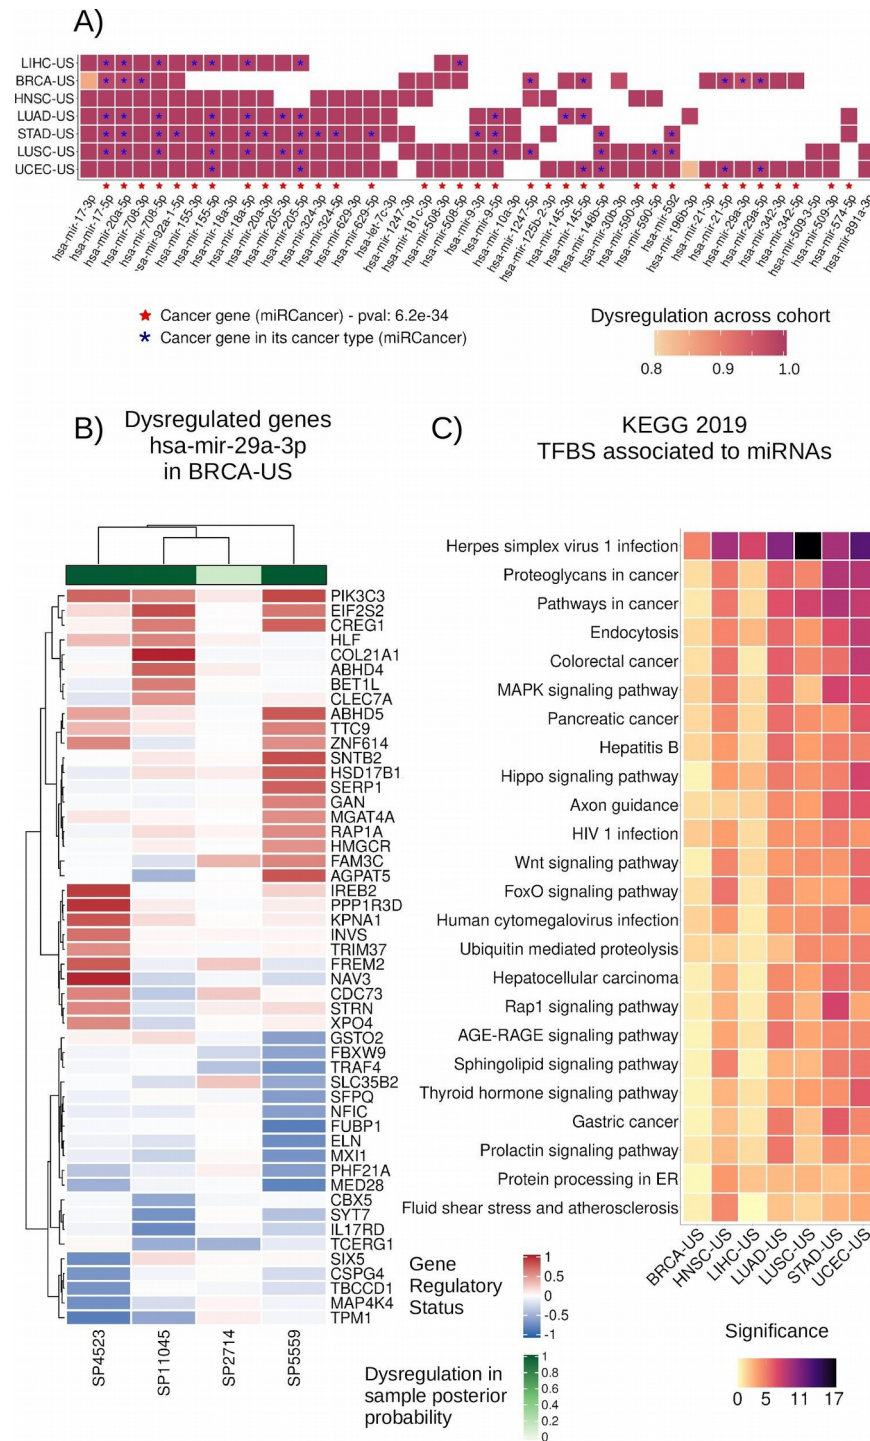 A)
LIHC-US
BRCA-US
HNSC-US
LUAD-US
STAD-US
LUSC-US
UCEC-US
hsa-mir-17-3p
hsa-mir-17-5p
hsa-mir-20a-5p
hsa-mir-708-3p
hsa-mir-708-5p
hsa-mir-92a-1-5p
hsa-mir-155-3p
hsa-mir-155-5p
hsa-mir-18a-3p
hsa-mir-18a-5p
hsa-mir-20a-3p
hsa-mir-205-3p
hsa-mir-205-5p
hsa-mir-324-3p
hsa-mir-324-5p
hsa-mir-629-3p
hsa-mir-629-5p
hsa-let-7c-3p
hsa-mir-1247-3p
hsa-mir-181c-3p
hsa-mir-508-3p
hsa-mir-508-5p
hsa-mir-9-3p
hsa-mir-9-5p
hsa-mir-10a-3p
hsa-mir-1247-5p
hsa-mir-125b-2-3p
hsa-mir-145-3p
hsa-mir-145-5p
hsa-mir-148b-5p
hsa-mir-30b-3p
hsa-mir-590-3p
hsa-mir-590-5p
hsa-mir-592
hsa-mir-196b-3p
hsa-mir-21-3p
hsa-mir-21-5p
hsa-mir-29a-3p
hsa-mir-29a-5p
hsa-mir-342-3p
hsa-mir-342-5p
hsa-mir-509-3-5p
hsa-mir-509-3p
hsa-mir-574-5p
hsa-mir-891a-3p
Cancer gene (miRCancer) - pval: 6.2e-34
Cancer gene in its cancer type (miRCancer)
Dysregulation across cohort
0.8 0.9 1.0
B)
Dysregulated genes
hsa-mir-29a-3p
in BRCA-US
PIK3C3
EIF2S2
CREG1
HLF
COL21A1
ABHD4
BET1L
CLEC7A
ABHD5
TTC9
ZNF614
SNTB2
HSD17B1
SERP1
GAN
MGAT4A
RAP1A
HMGCR
FAM3C
AGPAT5
IREB2
PPP1R3D
KPNA1
INVS
TRIM37
FREM2
NAV3
CDC73
STRN
XPO4
GSTO2
FBXW9
TRAF4
SLC35B2
SFPQ
NFIC
FUBP1
ELN
MXI1
PHF21A
MED28
CBX5
SYT7
IL17RD
TCERG1
SIX5
CSPG4
TBCCD1
MAP4K4
TPM1
SP4523
SP11045
SP2714
SP5559
Gene
Regulatory
Status
1
0.5
0
-0.5
-1
Dysregulation in
sample posterior
probability
1
0.8
0.6
0.4
0.2
0
C)
KEGG 2019
TFBS associated to miRNAs
Herpes simplex virus 1 infection
Proteoglycans in cancer
Pathways in cancer
Endocytosis
Colorectal cancer
MAPK signaling pathway
Pancreatic cancer
Hepatitis B
Hippo signaling pathway
Axon guidance
HIV 1 infection
Wnt signaling pathway
FoxO signaling pathway
Human cytomegalovirus infection
Ubiquitin mediated proteolysis
Hepatocellular carcinoma
Rap1 signaling pathway
AGE-RAGE signaling pathway
Sphingolipid signaling pathway
Thyroid hormone signaling pathway
Gastric cancer
Prolactin signaling pathway
Protein processing in ER
Fluid shear stress and atherosclerosis
BRCA-US
HNSC-US
LIHC-US
LUAD-US
LUSC-US
STAD-US
UCEC-US
Significance
0 5 11 17